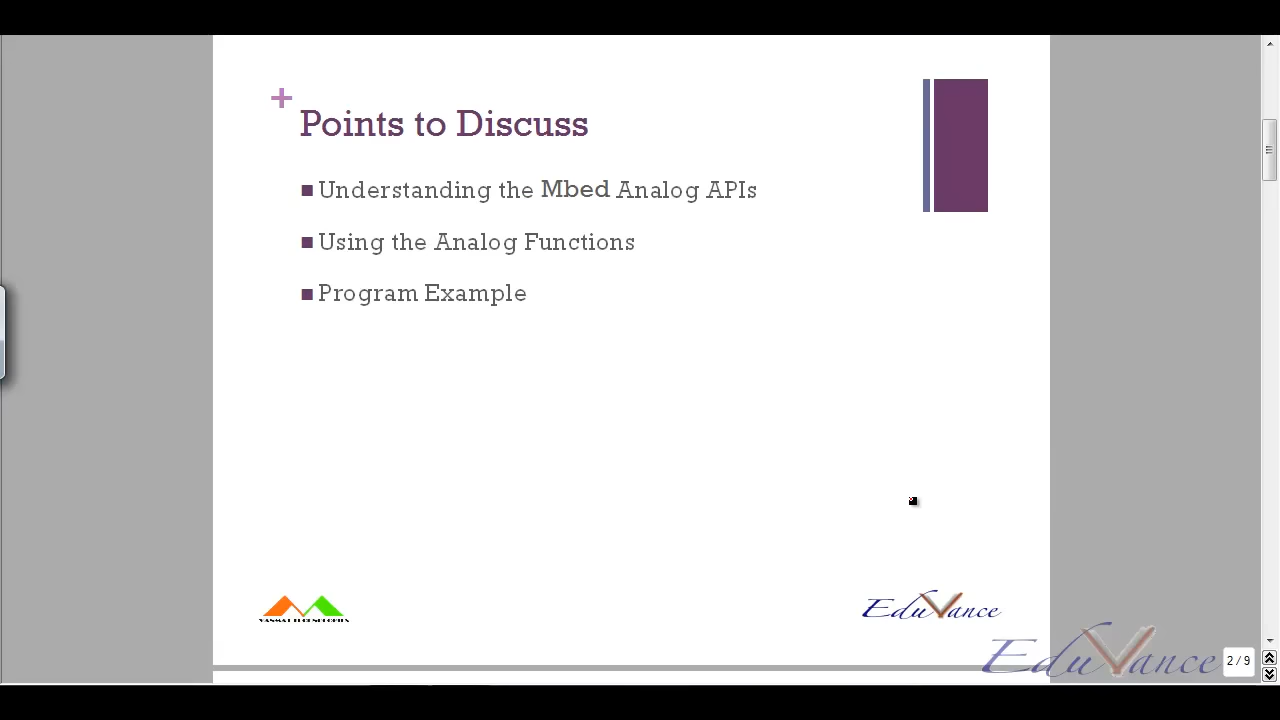 +
Points to Discuss
Understanding the Mbed Analog APIs
Using the Analog Functions
Program Example
EduVance
EduVance
2/9